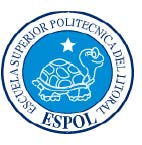 ESCUELA SUPERIOR POLITECNICA DEL LITORAL
ESPOL